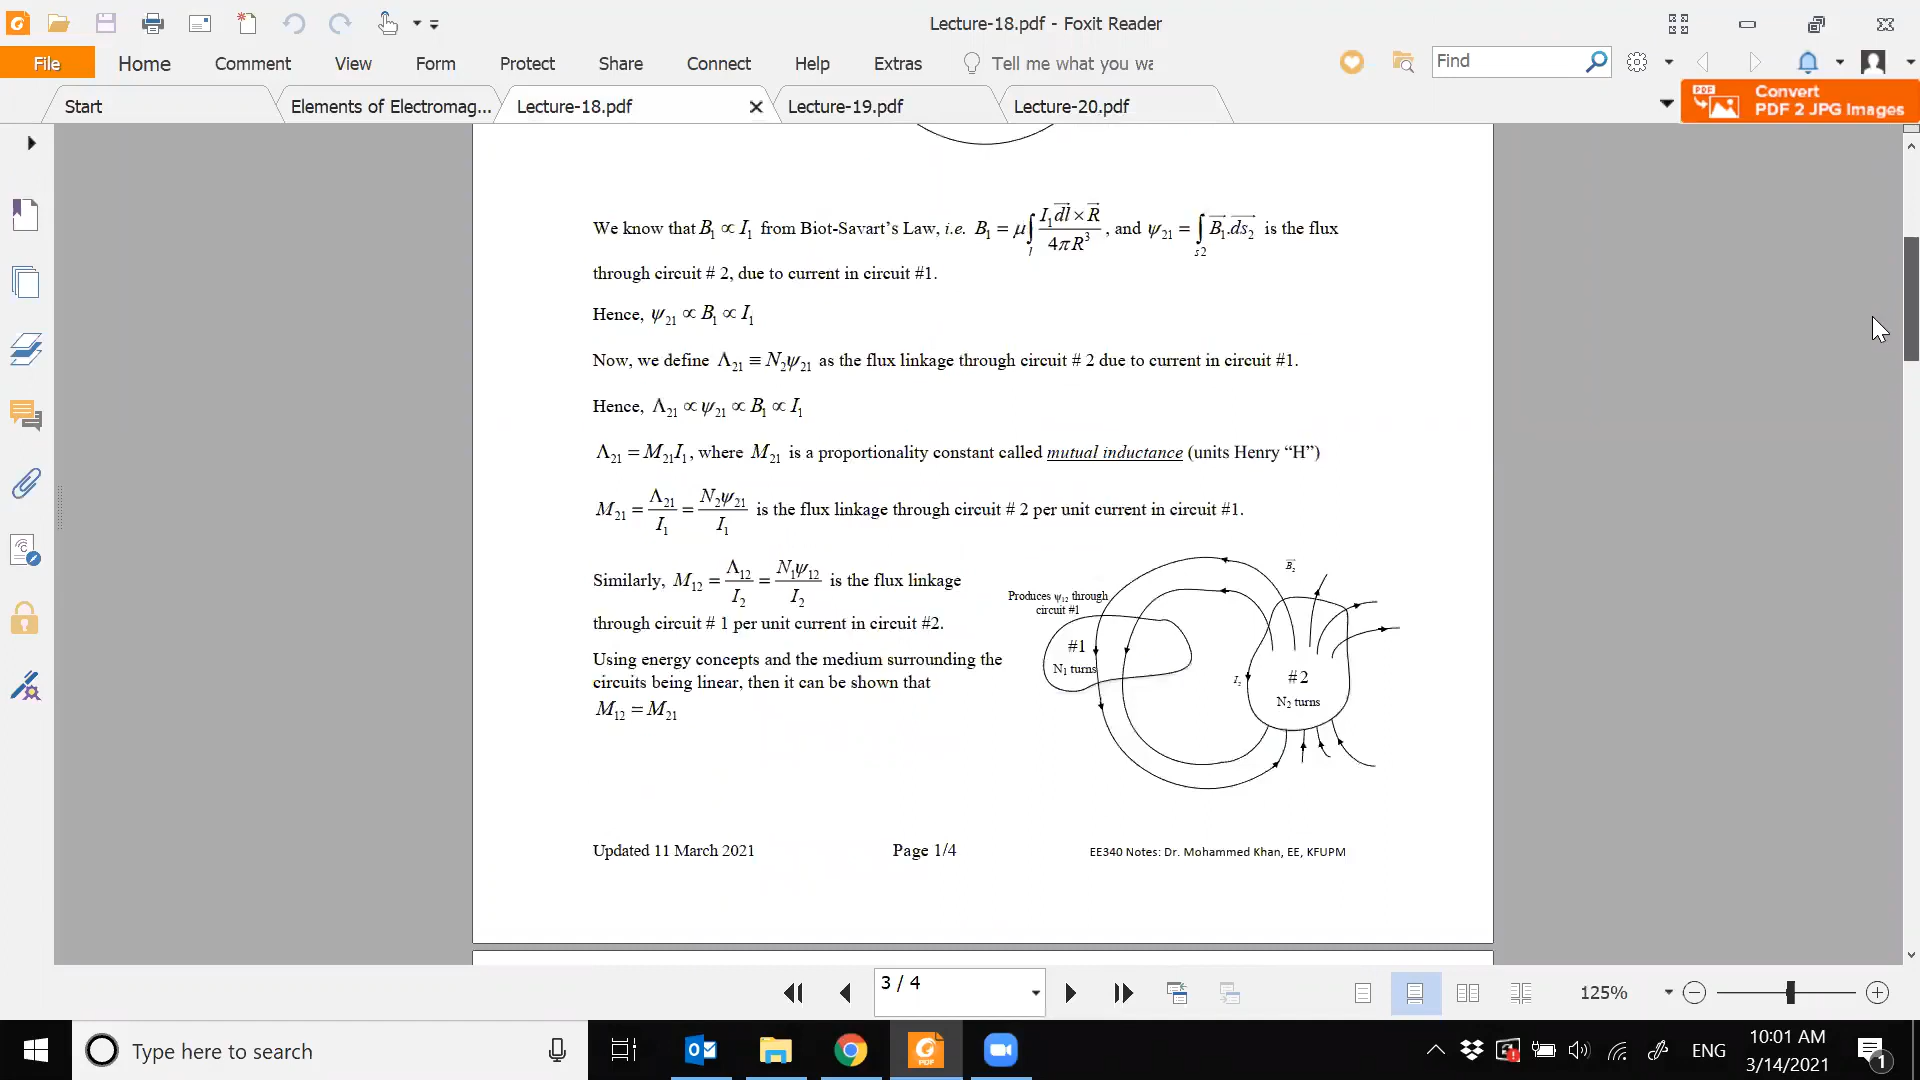 Lecture-18.pdf - Foxit Reader
File Home Comment View Form Protect Share Connect Help Extras Tell me what you wa Find
Start Elements of Electromag... Lecture-18.pdf Lecture-19.pdf Lecture-20.pdf
Convert
PDF 2 JPG Images
We know that B₁ ∝ I₁ from Biot-Savart’s Law, i.e. B₁ = μ∫ₗ (I₁ dl⃗ × R⃗)/(4πR³), and ψ₂₁ = ∫ₛ₂ B⃗₁.ds⃗₂ is the flux
through circuit # 2, due to current in circuit #1.
Hence, ψ₂₁ ∝ B₁ ∝ I₁
Now, we define Λ₂₁ ≡ N₂ψ₂₁ as the flux linkage through circuit # 2 due to current in circuit #1.
Hence, Λ₂₁ ∝ ψ₂₁ ∝ B₁ ∝ I₁
Λ₂₁ = M₂₁I₁, where M₂₁ is a proportionality constant called mutual inductance (units Henry “H”)
M₂₁ = Λ₂₁/I₁ = N₂ψ₂₁/I₁ is the flux linkage through circuit # 2 per unit current in circuit #1.
Similarly, M₁₂ = Λ₁₂/I₂ = N₁ψ₁₂/I₂ is the flux linkage
through circuit # 1 per unit current in circuit #2.
Using energy concepts and the medium surrounding the
circuits being linear, then it can be shown that
M₁₂ = M₂₁
B⃗₂
Produces ψ₁₂ through
circuit #1
#1
N₁ turns
I₂
#2
N₂ turns
Updated 11 March 2021 Page 1/4 EE340 Notes: Dr. Mohammed Khan, EE, KFUPM
3 / 4
125%
Type here to search
ENG
10:01 AM
3/14/2021
1